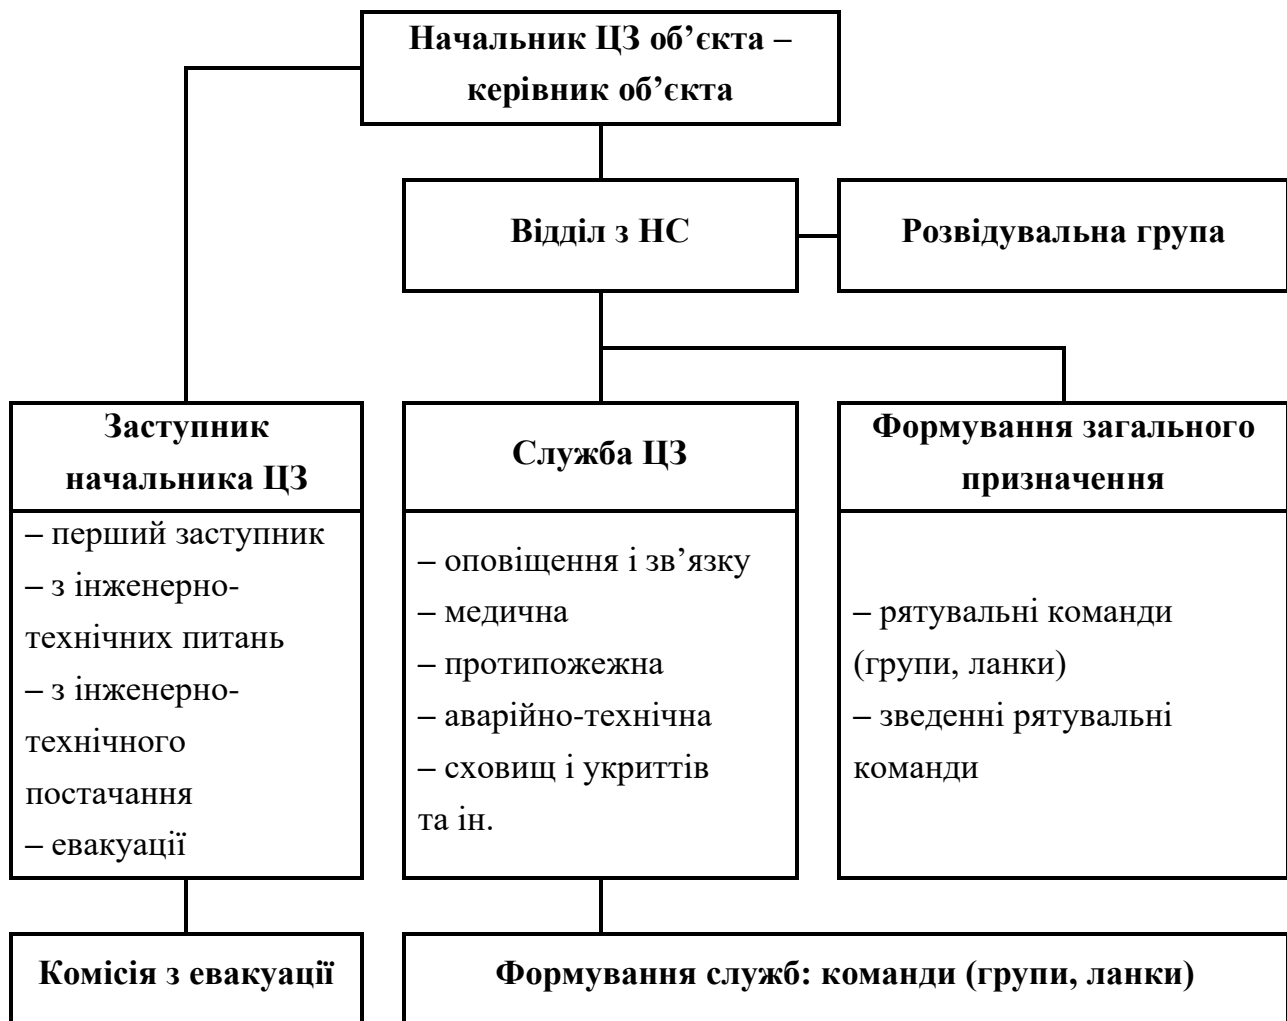 Начальник ЦЗ об’єкта –
керівник об’єкта
Відділ з НС
Розвідувальна група
Заступник
начальника ЦЗ
– перший заступник
– з інженерно-
технічних питань
– з інженерно-
технічного
постачання
– евакуації
Служба ЦЗ
– оповіщення і зв’язку
– медична
– протипожежна
– аварійно-технічна
– сховищ і укриттів
та ін.
Формування загального
призначення
– рятувальні команди
(групи, ланки)
– зведенні рятувальні
команди
Комісія з евакуації
Формування служб: команди (групи, ланки)